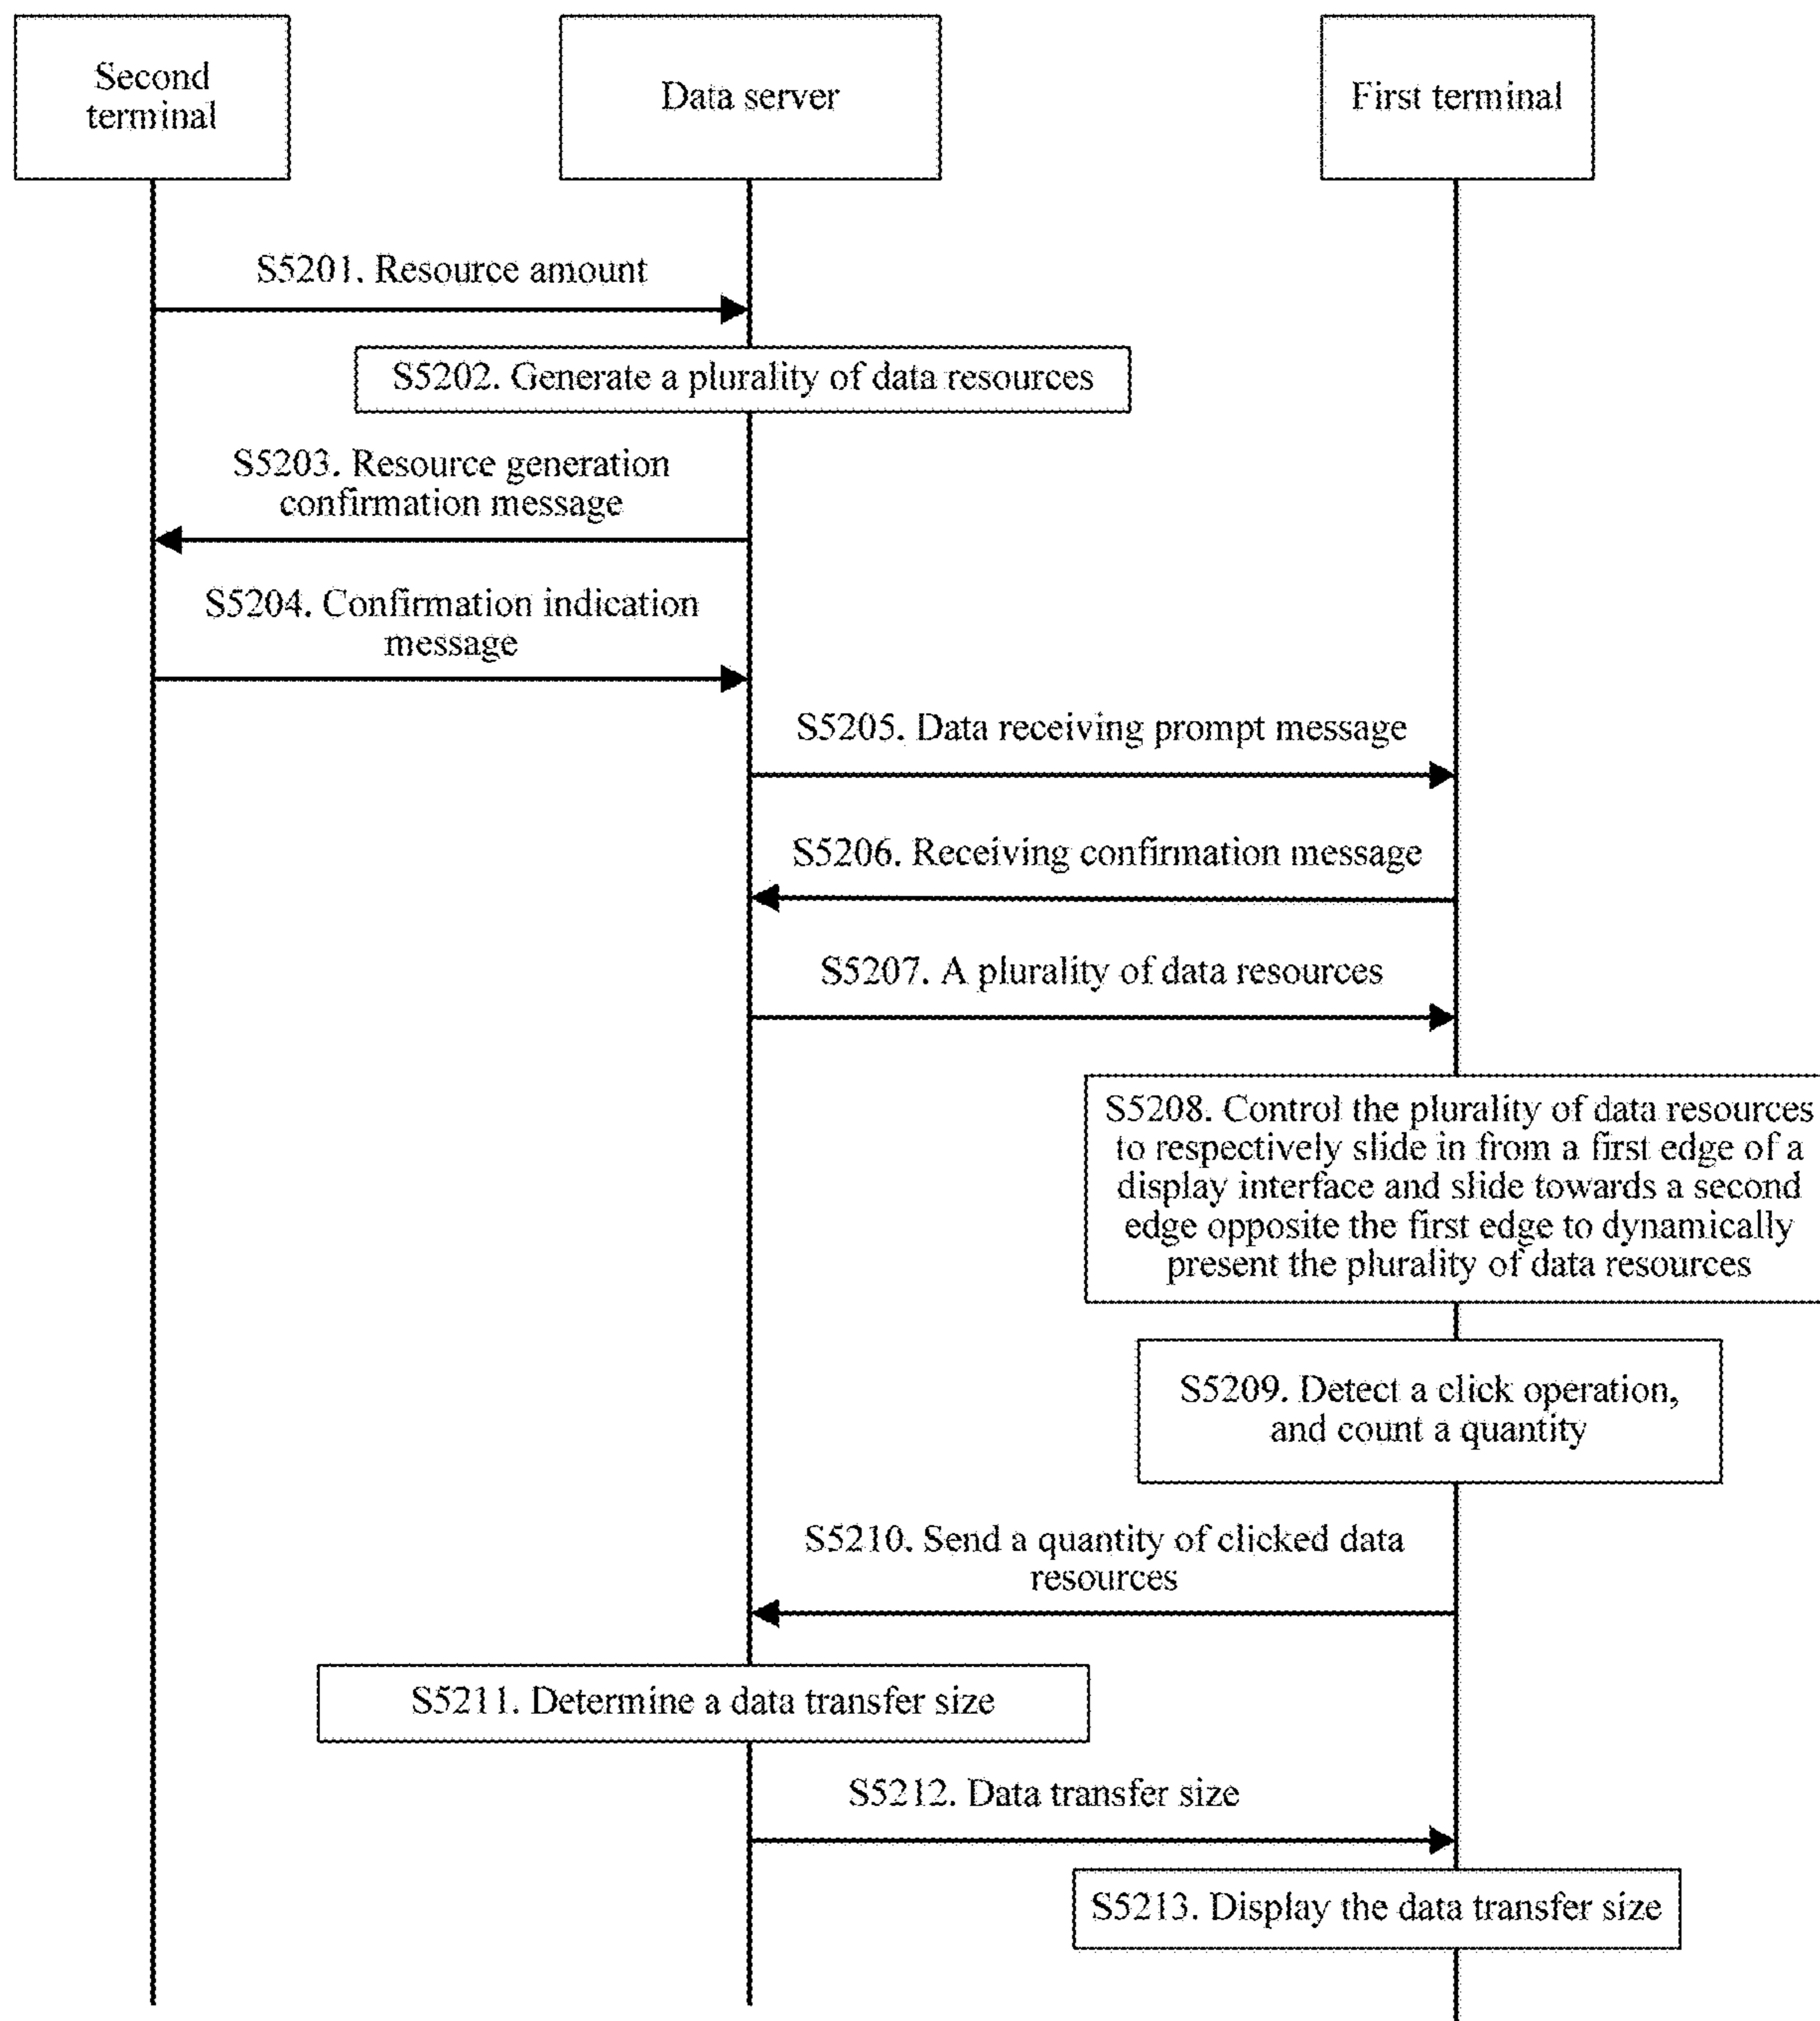 Second
terminal
Data server
First terminal
S5201. Resource amount
S5202. Generate a plurality of data resources
S5203. Resource generation
confirmation message
S5204. Confirmation indication
message
S5205. Data receiving prompt message
S5206. Receiving confirmation message
S5207. A plurality of data resources
S5208. Control the plurality of data resources
to respectively slide in from a first edge of a
display interface and slide towards a second
edge opposite the first edge to dynamically
present the plurality of data resources
S5209. Detect a click operation,
and count a quantity
S5210. Send a quantity of clicked data
resources
S5211. Determine a data transfer size
S5212. Data transfer size
S5213. Display the data transfer size